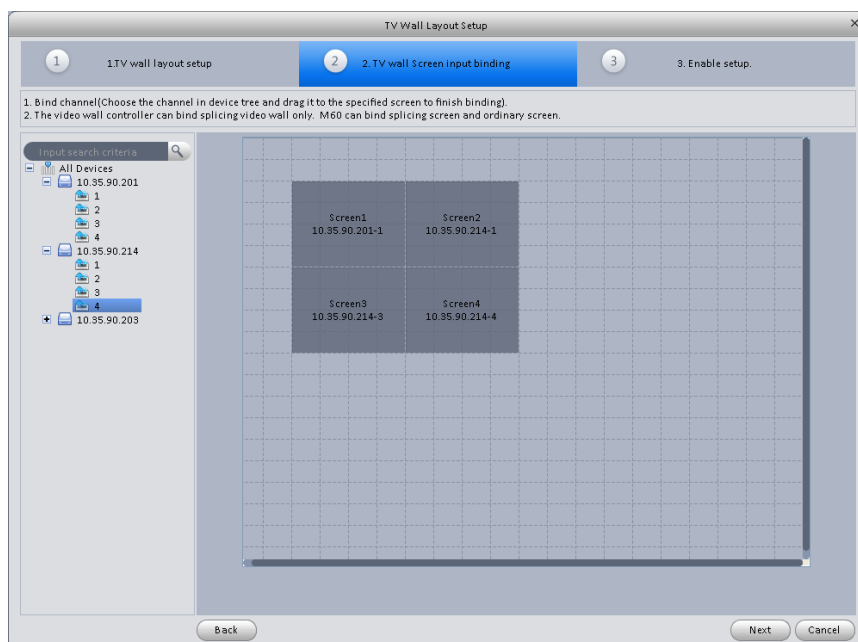 TV Wall Layout Setup
1 1.TV wall layout setup 2 2. TV wall Screen input binding 3 3. Enable setup.
1. Bind channel(Choose the channel in device tree and drag it to the specified screen to finish binding).
2. The video wall controller can bind splicing video wall only. M60 can bind splicing screen and ordinary screen.
Input search criteria
All Devices
10.35.90.201
1
2
3
4
10.35.90.214
1
2
3
4
10.35.90.203
Screen1
10.35.90.201-1
Screen2
10.35.90.214-1
Screen3
10.35.90.214-3
Screen4
10.35.90.214-4
Back Next Cancel